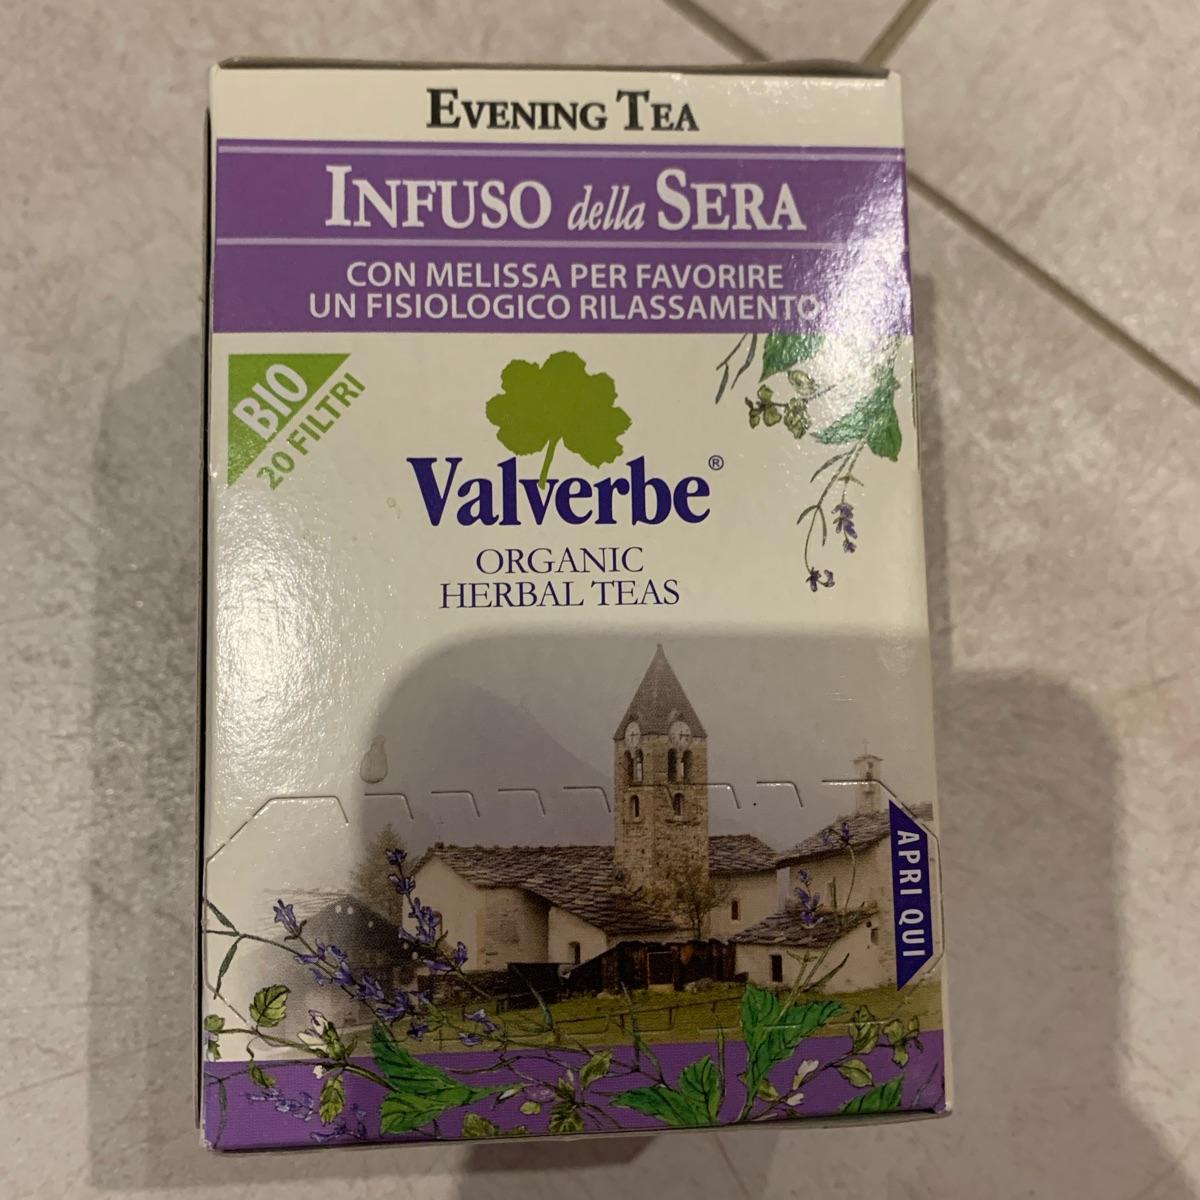 EVENING TEA
INFUSO della SERA
CON MELISSA PER FAVORIRE
UN FISIOLOGICO RILASSAMENTO
BIO
20 FILTRI
Valverbe®
ORGANIC
HERBAL TEAS
APRI QUI